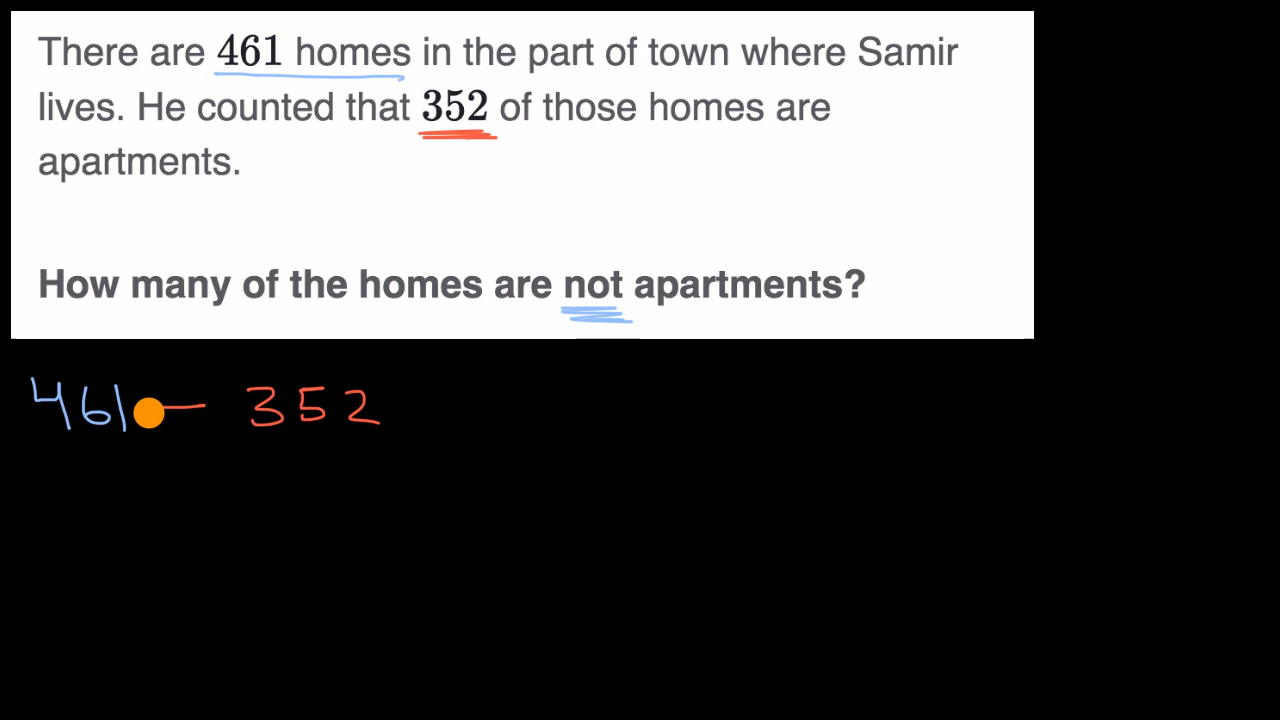 There are 461 homes in the part of town where Samir
lives. He counted that 352 of those homes are
apartments.
How many of the homes are not apartments?
461 - 352